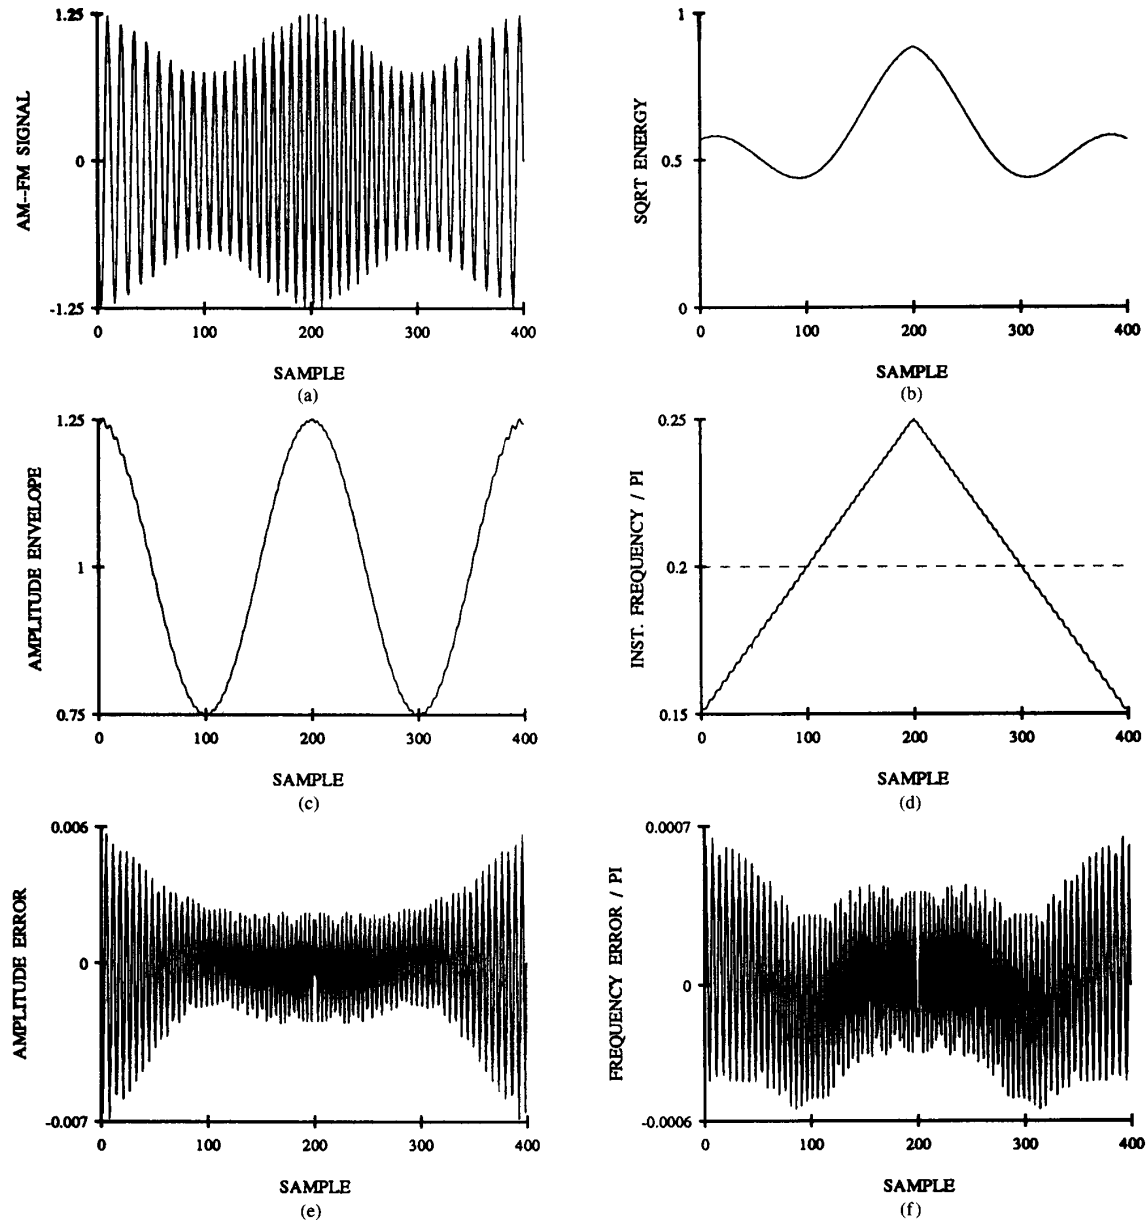 AM--FM SIGNAL
1.25
0
-1.25
0 100 200 300 400
SAMPLE
(a)
SQRT ENERGY
1
0.5
0
0 100 200 300 400
SAMPLE
(b)
AMPLITUDE ENVELOPE
1.25
1
0.75
0 100 200 300 400
SAMPLE
(c)
INST. FREQUENCY / PI
0.25
0.2
0.15
0 100 200 300 400
SAMPLE
(d)
AMPLITUDE ERROR
0.006
0
-0.007
0 100 200 300 400
SAMPLE
(e)
FREQUENCY ERROR / PI
0.0007
0
-0.0006
0 100 200 300 400
SAMPLE
(f)